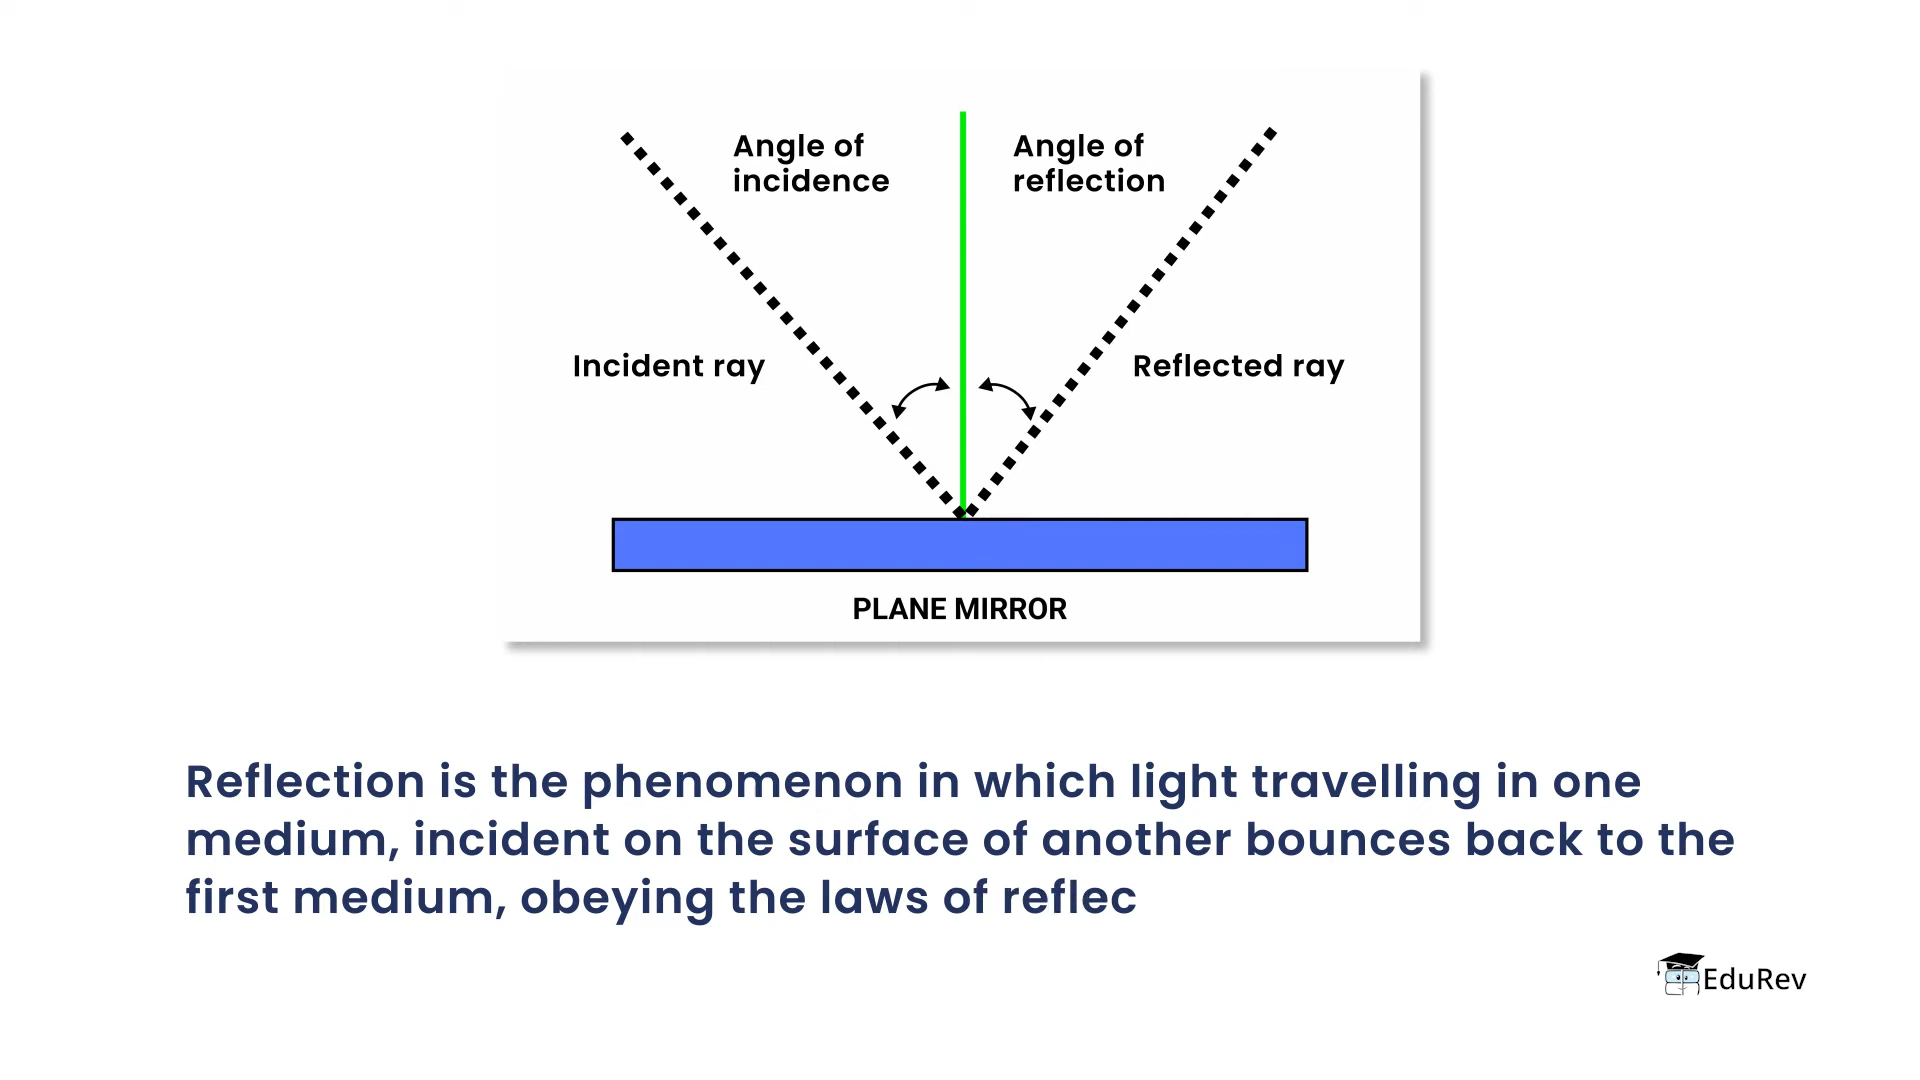 Angle of
incidence
Angle of
reflection
Incident ray
Reflected ray
PLANE MIRROR
Reflection is the phenomenon in which light travelling in one
medium, incident on the surface of another bounces back to the
first medium, obeying the laws of reflec
EduRev